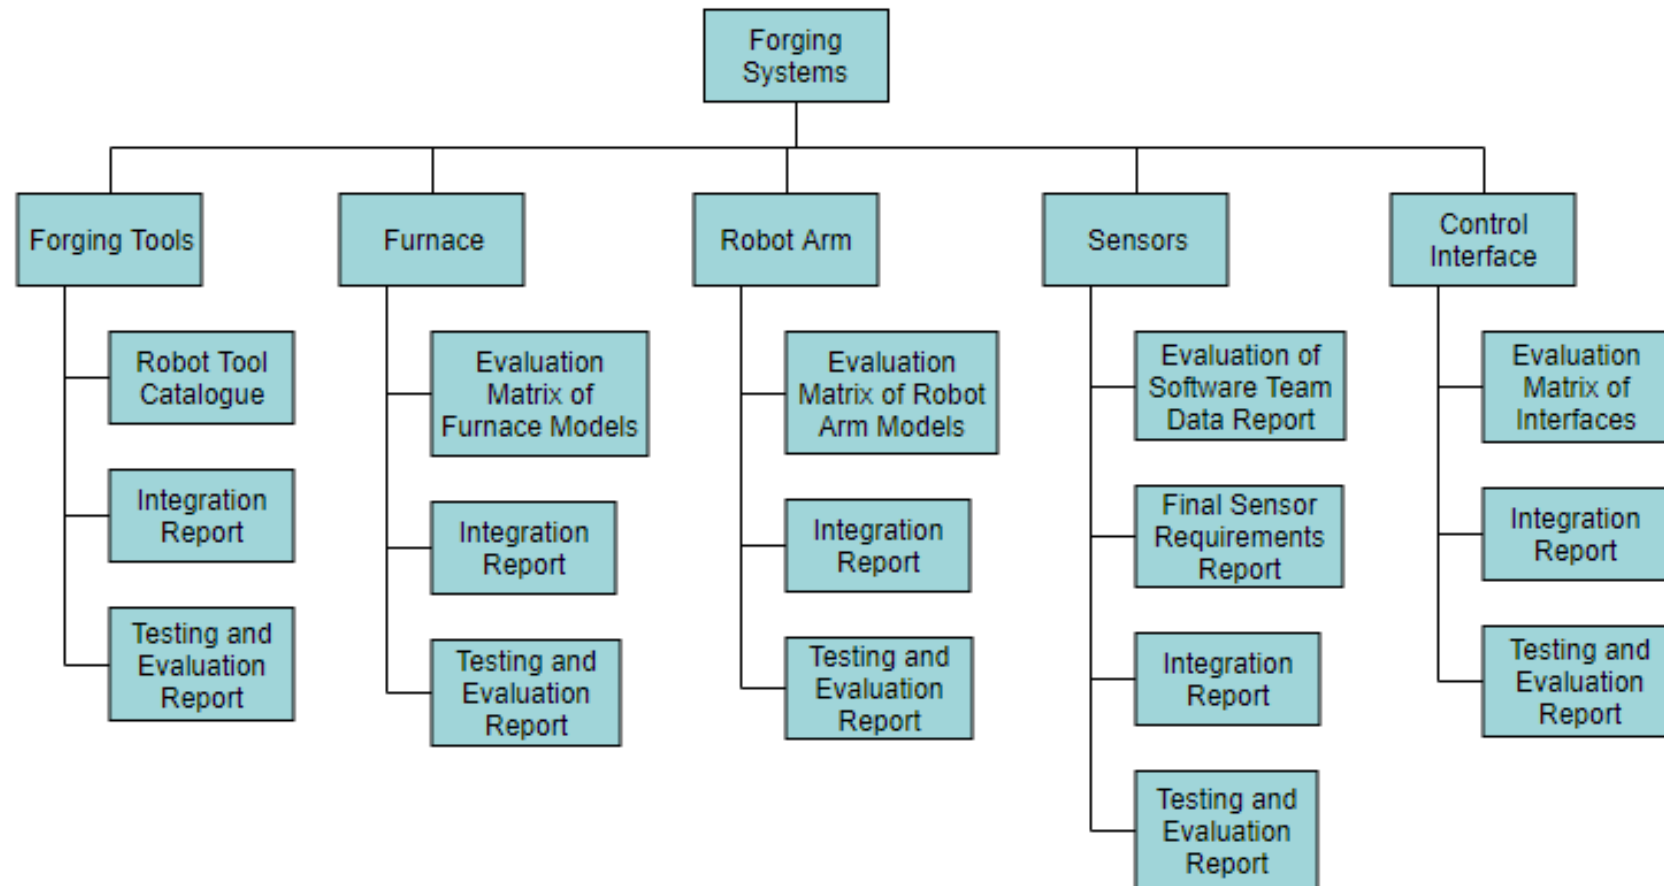 Forging
Systems
Forging Tools
Furnace
Robot Arm
Sensors
Control
Interface
Robot Tool
Catalogue
Integration
Report
Testing and
Evaluation
Report
Evaluation
Matrix of
Furnace Models
Integration
Report
Testing and
Evaluation
Report
Evaluation
Matrix of Robot
Arm Models
Integration
Report
Testing and
Evaluation
Report
Evaluation of
Software Team
Data Report
Final Sensor
Requirements
Report
Integration
Report
Testing and
Evaluation
Report
Evaluation
Matrix of
Interfaces
Integration
Report
Testing and
Evaluation
Report